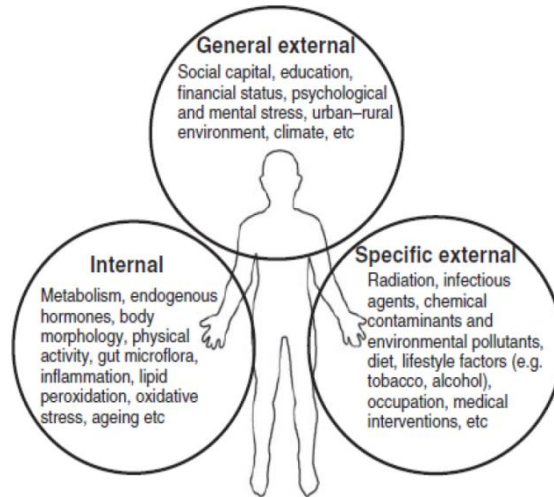 General external
Social capital, education,
financial status, psychological
and mental stress, urban–rural
environment, climate, etc
Internal
Metabolism, endogenous
hormones, body
morphology, physical
activity, gut microflora,
inflammation, lipid
peroxidation, oxidative
stress, ageing etc
Specific external
Radiation, infectious
agents, chemical
contaminants and
environmental pollutants,
diet, lifestyle factors (e.g.
tobacco, alcohol),
occupation, medical
interventions, etc